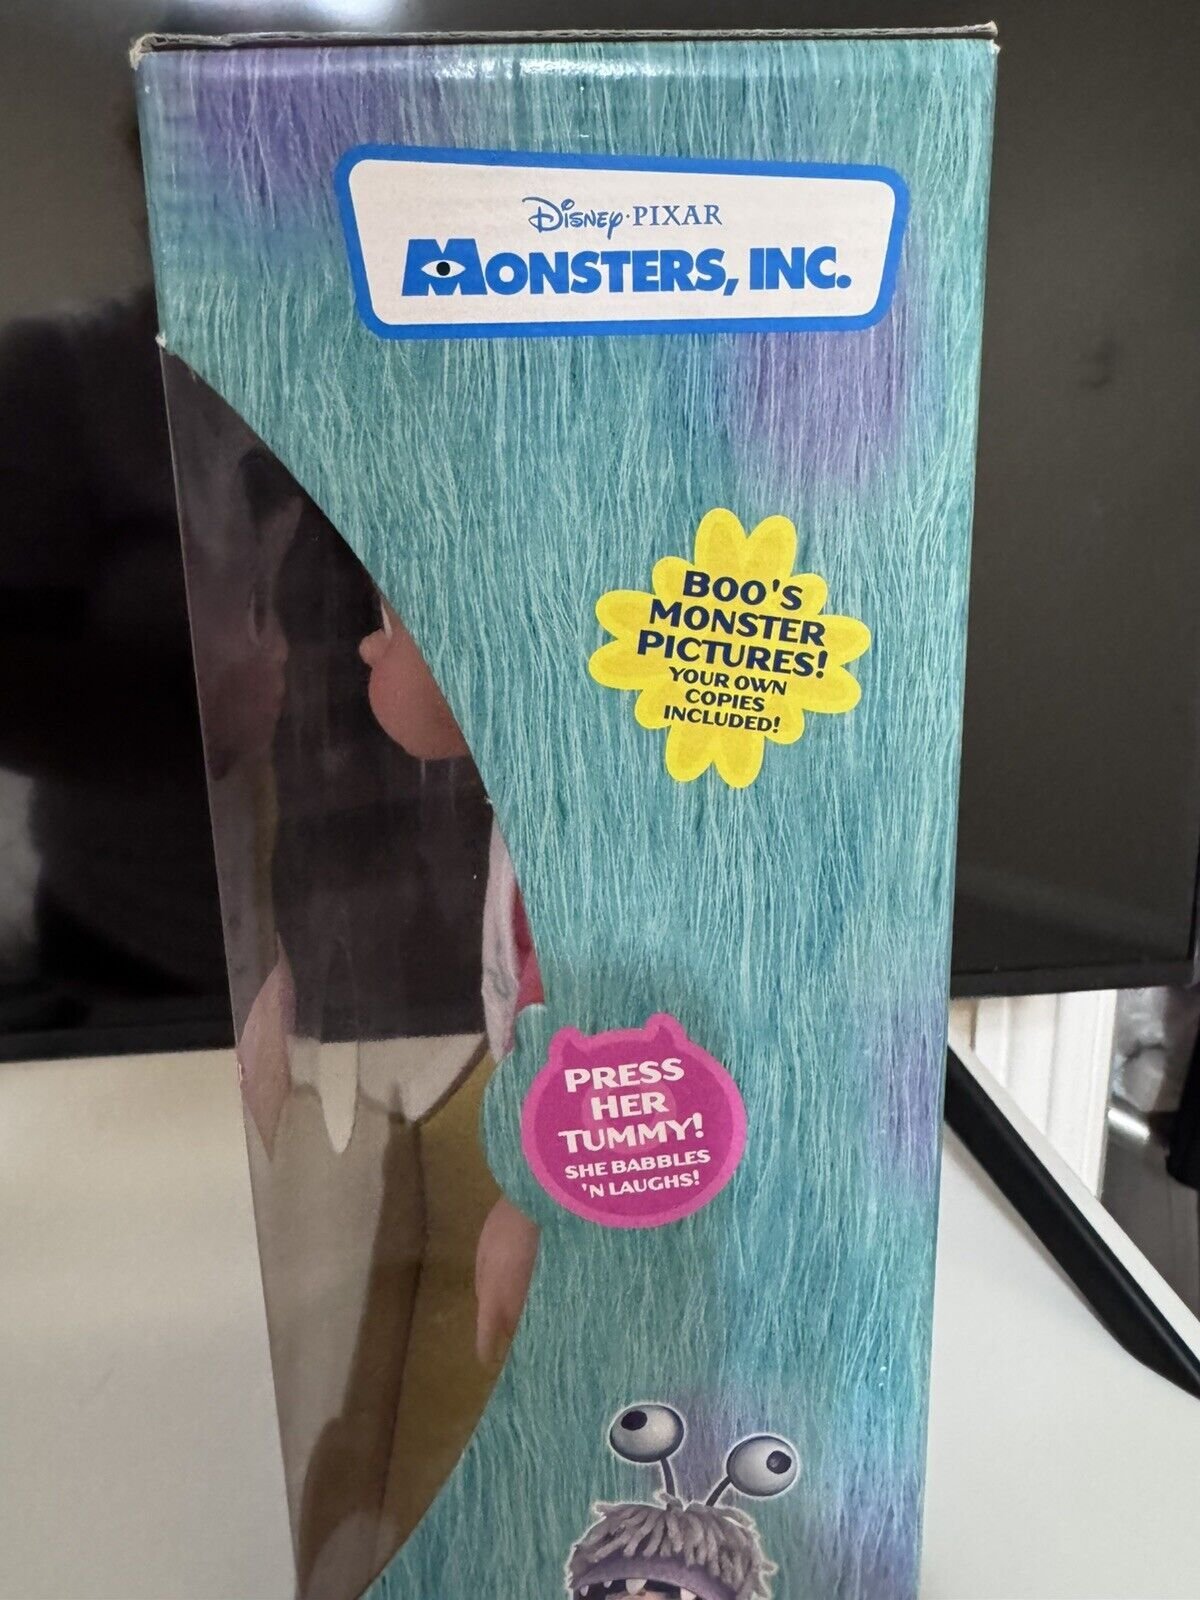 Disney·PIXAR
MONSTERS, INC.
BOO'S
MONSTER
PICTURES!
YOUR OWN
COPIES
INCLUDED!
PRESS
HER
TUMMY!
SHE BABBLES
'N LAUGHS!